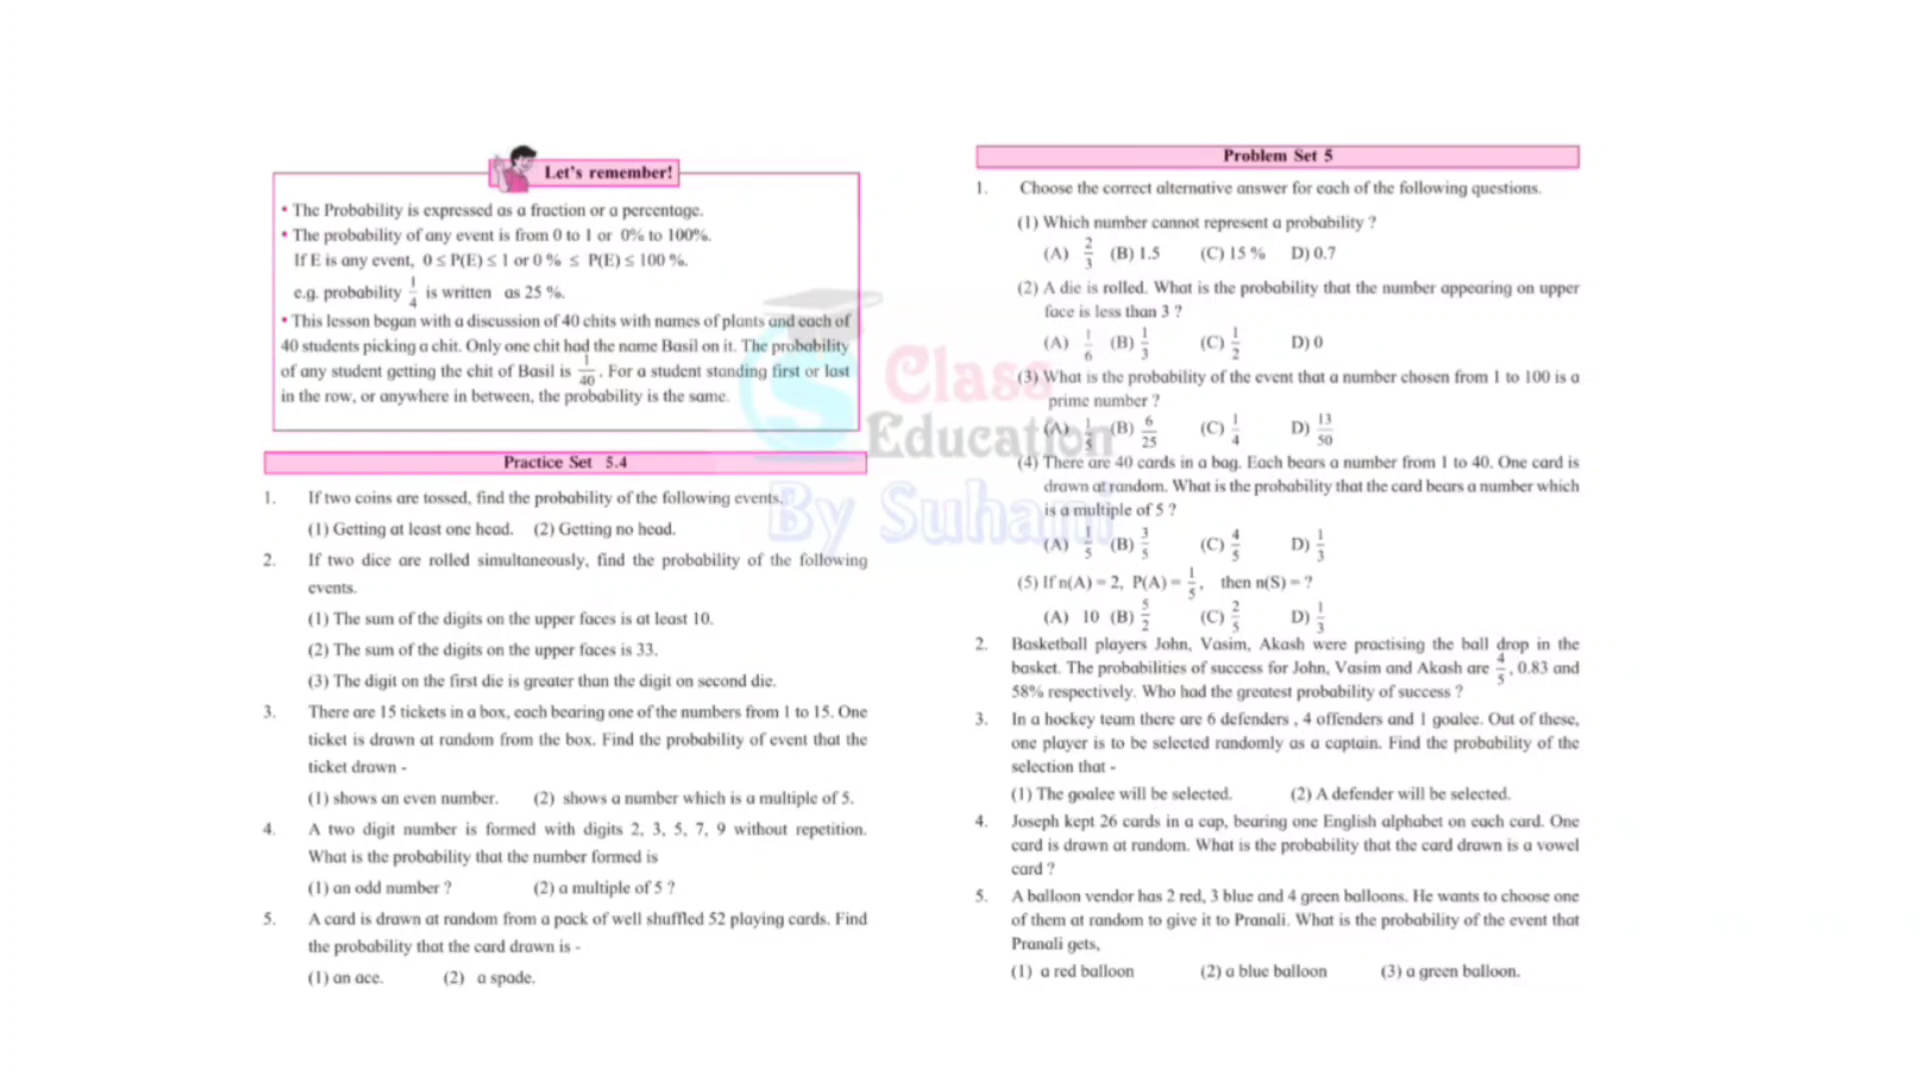 Let's remember!
• The Probability is expressed as a fraction or a percentage.
• The probability of any event is from 0 to 1 or 0% to 100%.
If E is any event, 0 ≤ P(E) ≤ 1 or 0 % ≤ P(E) ≤ 100 %.
e.g. probability 1/4 is written as 25 %.
• This lesson began with a discussion of 40 chits with names of plants and each of
40 students picking a chit. Only one chit had the name Basil on it. The probability
of any student getting the chit of Basil is 1/40. For a student standing first or last
in the row, or anywhere in between, the probability is the same.
Practice Set 5.4
1. If two coins are tossed, find the probability of the following events.
(1) Getting at least one head. (2) Getting no head.
2. If two dice are rolled simultaneously, find the probability of the following
events.
(1) The sum of the digits on the upper faces is at least 10.
(2) The sum of the digits on the upper faces is 33.
(3) The digit on the first die is greater than the digit on second die.
3. There are 15 tickets in a box, each bearing one of the numbers from 1 to 15. One
ticket is drawn at random from the box. Find the probability of event that the
ticket drawn -
(1) shows an even number. (2) shows a number which is a multiple of 5.
4. A two digit number is formed with digits 2, 3, 5, 7, 9 without repetition.
What is the probability that the number formed is
(1) an odd number ? (2) a multiple of 5 ?
5. A card is drawn at random from a pack of well shuffled 52 playing cards. Find
the probability that the card drawn is -
(1) an ace. (2) a spade.
Class
Education
By Suhani
Problem Set 5
1. Choose the correct alternative answer for each of the following questions.
(1) Which number cannot represent a probability ?
(A) 2/3 (B) 1.5 (C) 15 % D) 0.7
(2) A die is rolled. What is the probability that the number appearing on upper
face is less than 3 ?
(A) 1/6 (B) 1/3 (C) 1/2 D) 0
(3) What is the probability of the event that a number chosen from 1 to 100 is a
prime number ?
(A) 1/5 (B) 6/25 (C) 1/4 D) 13/50
(4) There are 40 cards in a bag. Each bears a number from 1 to 40. One card is
drawn at random. What is the probability that the card bears a number which
is a multiple of 5 ?
(A) 1/5 (B) 3/5 (C) 4/5 D) 1/3
(5) If n(A) = 2, P(A) = 1/5, then n(S) = ?
(A) 10 (B) 5/2 (C) 2/5 D) 1/3
2. Basketball players John, Vasim, Akash were practising the ball drop in the
basket. The probabilities of success for John, Vasim and Akash are 4/5, 0.83 and
58% respectively. Who had the greatest probability of success ?
3. In a hockey team there are 6 defenders , 4 offenders and 1 goalee. Out of these,
one player is to be selected randomly as a captain. Find the probability of the
selection that -
(1) The goalee will be selected. (2) A defender will be selected.
4. Joseph kept 26 cards in a cap, bearing one English alphabet on each card. One
card is drawn at random. What is the probability that the card drawn is a vowel
card ?
5. A balloon vendor has 2 red, 3 blue and 4 green balloons. He wants to choose one
of them at random to give it to Pranali. What is the probability of the event that
Pranali gets,
(1) a red balloon (2) a blue balloon (3) a green balloon.